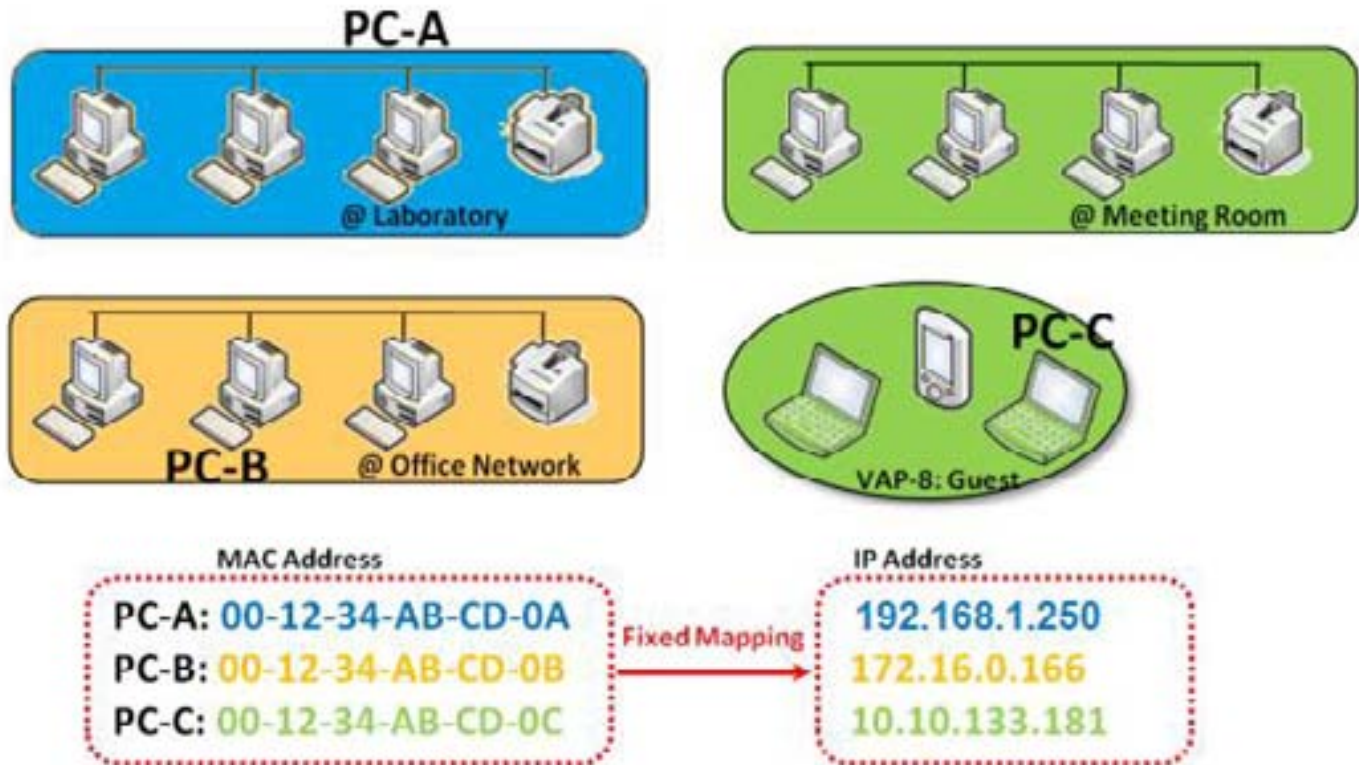 PC-A
@ Laboratory
@ Meeting Room
PC-B
@ Office Network
PC-C
VAP-8: Guest
MAC Address
IP Address
PC-A: 00-12-34-AB-CD-0A
192.168.1.250
Fixed Mapping
PC-B: 00-12-34-AB-CD-0B
172.16.0.166
PC-C: 00-12-34-AB-CD-0C
10.10.133.181